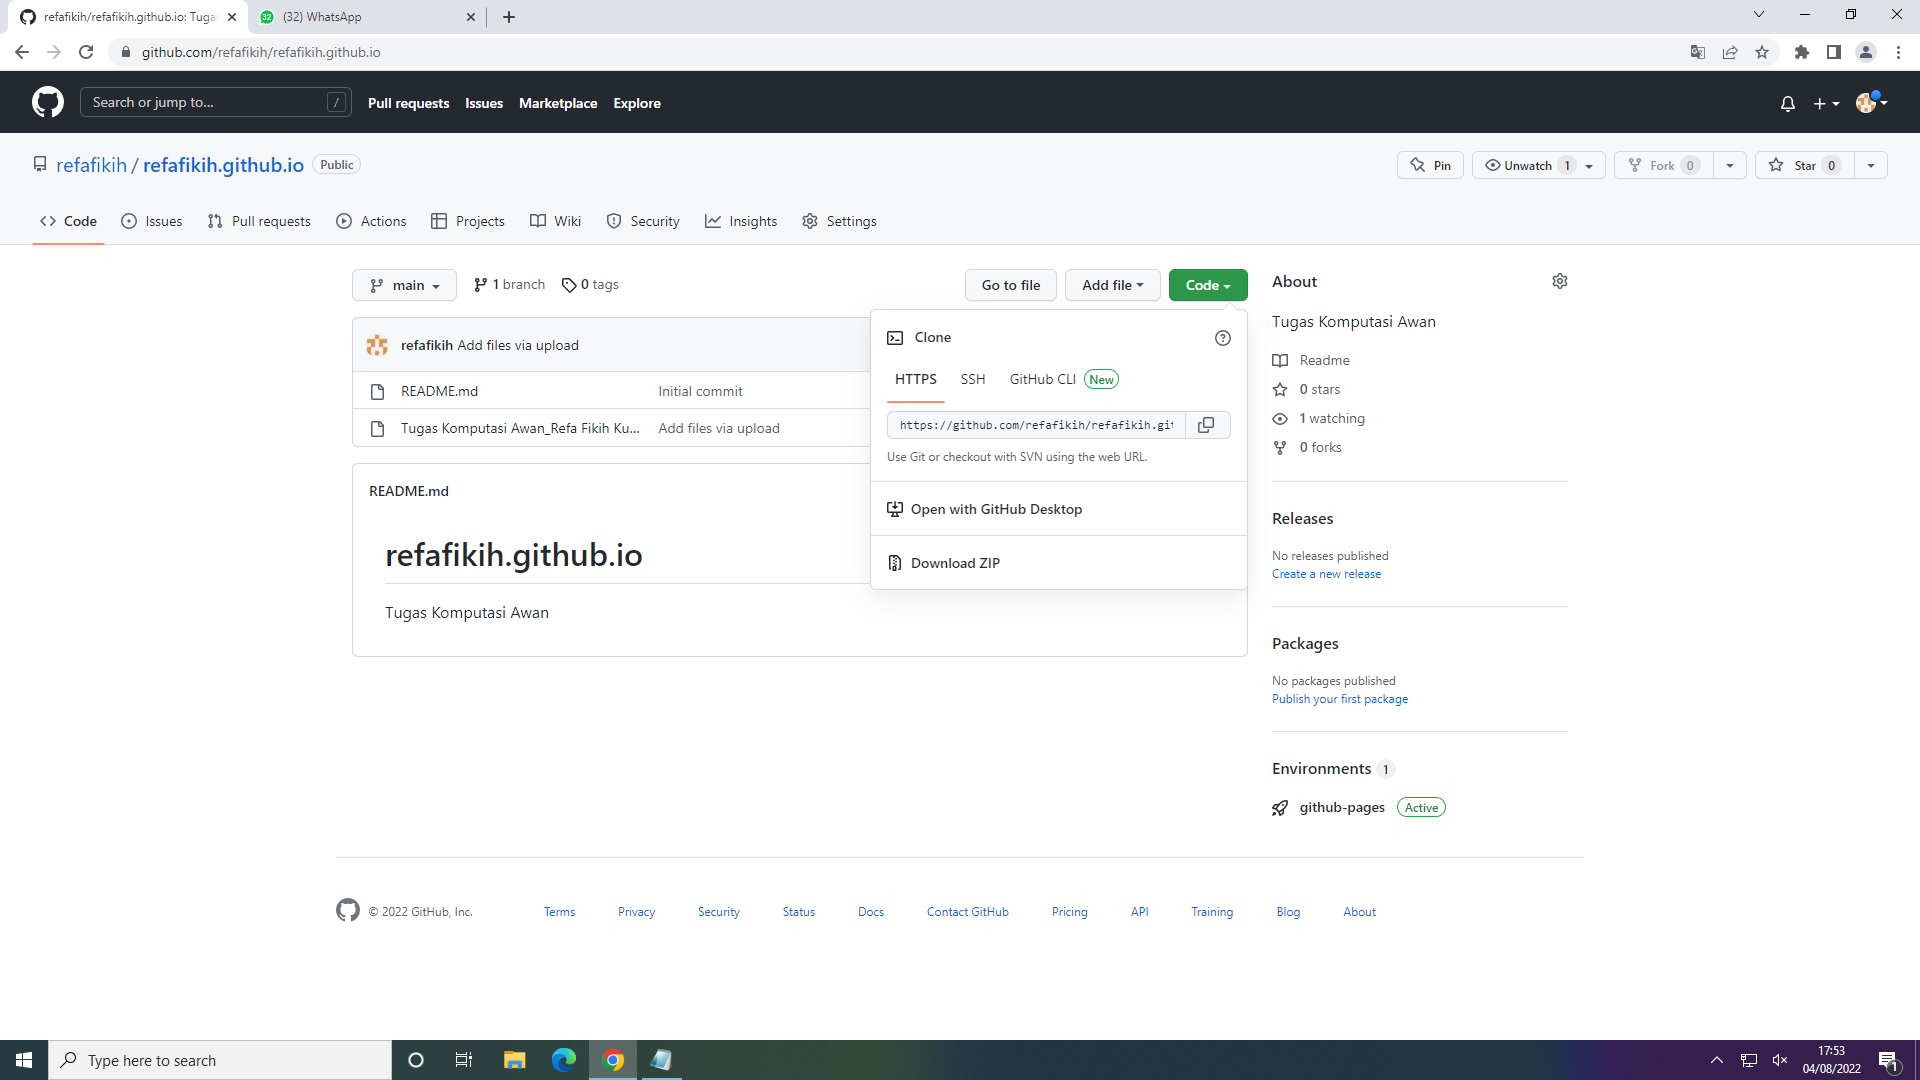 refafikih/refafikih.github.io: Tuga
(32) WhatsApp
github.com/refafikih/refafikih.github.io
Search or jump to...
/
Pull requests
Issues
Marketplace
Explore
refafikih / refafikih.github.io
Public
Pin
Unwatch 1
Fork 0
Star 0
Code
Issues
Pull requests
Actions
Projects
Wiki
Security
Insights
Settings
main
1 branch
0 tags
Go to file
Add file
Code
refafikih Add files via upload
README.md
Initial commit
Tugas Komputasi Awan_Refa Fikih Ku...
Add files via upload
Clone
HTTPS
SSH
GitHub CLI New
https://github.com/refafikih/refafikih.git
Use Git or checkout with SVN using the web URL.
Open with GitHub Desktop
Download ZIP
README.md
refafikih.github.io
Tugas Komputasi Awan
About
Tugas Komputasi Awan
Readme
0 stars
1 watching
0 forks
Releases
No releases published
Create a new release
Packages
No packages published
Publish your first package
Environments 1
github-pages Active
© 2022 GitHub, Inc.
Terms
Privacy
Security
Status
Docs
Contact GitHub
Pricing
API
Training
Blog
About
Type here to search
17:53
04/08/2022
1